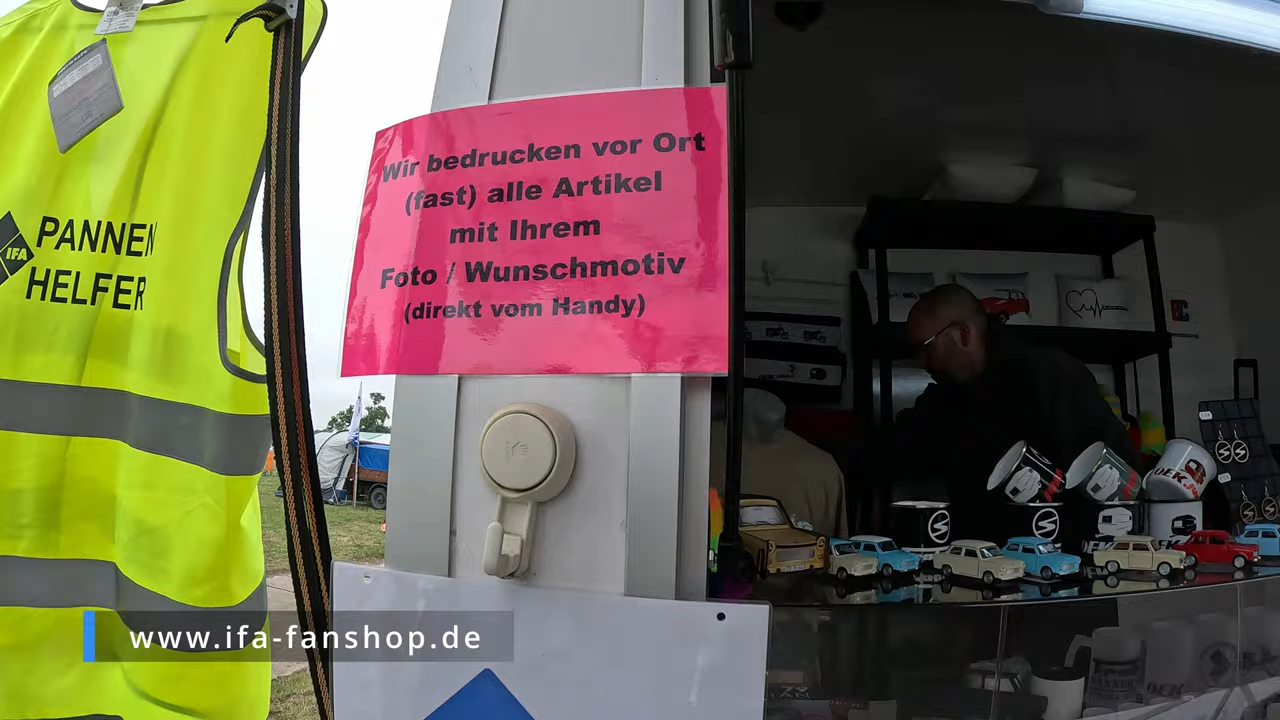 PANNEN
HELFER
IFA
Wir bedrucken vor Ort
(fast) alle Artikel
mit Ihrem
Foto / Wunschmotiv
(direkt vom Handy)
www.ifa-fanshop.de